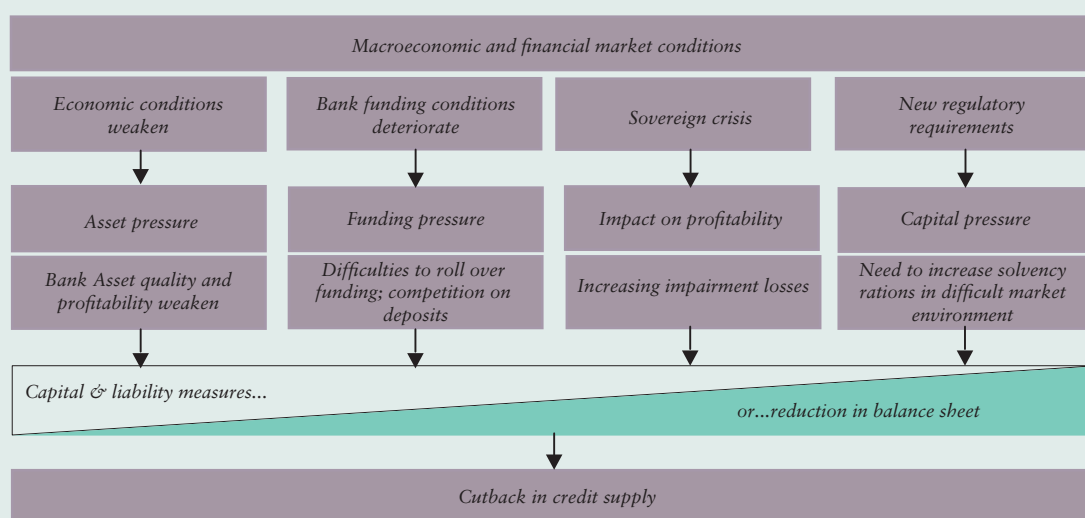 Macroeconomic and financial market conditions
Economic conditions
weaken
Bank funding conditions
deteriorate
Sovereign crisis
New regulatory
requirements
Asset pressure
Funding pressure
Impact on profitability
Capital pressure
Bank Asset quality and
profitability weaken
Difficulties to roll over
funding; competition on
deposits
Increasing impairment losses
Need to increase solvency
rations in difficult market
environment
Capital & liability measures...
or...reduction in balance sheet
Cutback in credit supply